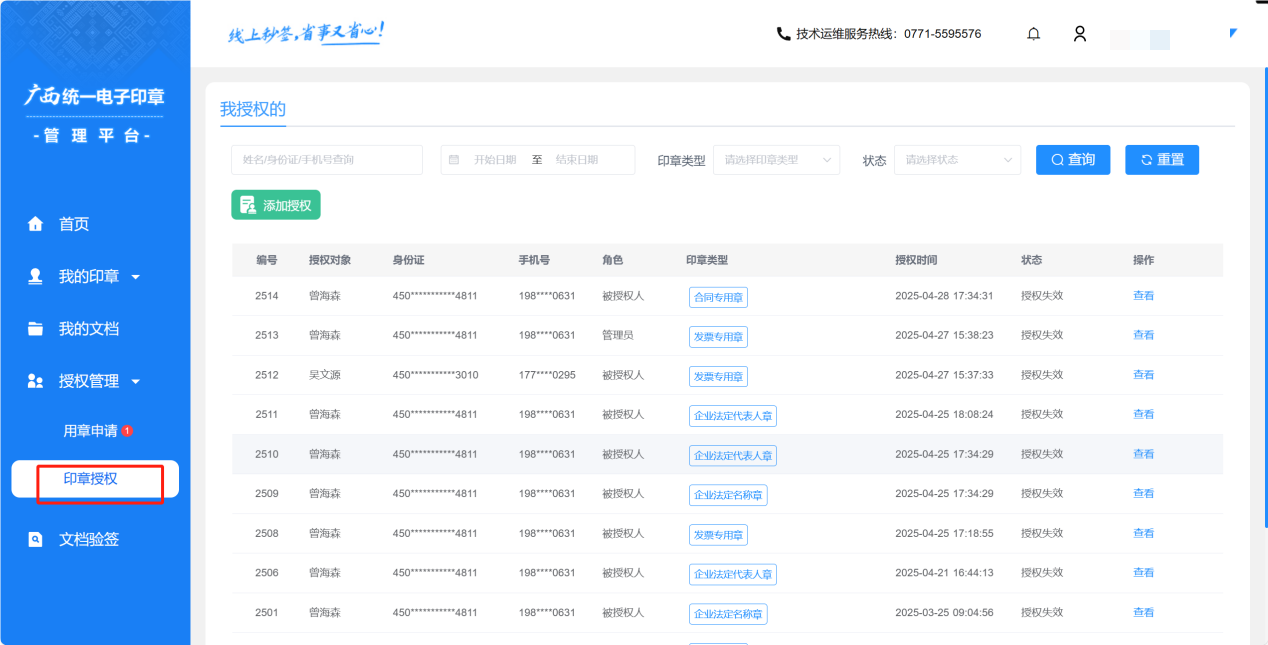 线上秒签,省事又省心!
技术运维服务热线：0771-5595576
广西统一电子印章
-管 理 平 台-
首页
我的印章
我的文档
授权管理
用章申请 1
印章授权
文档验签
我授权的
姓名/身份证/手机号查询 开始日期 至 结束日期 印章类型 请选择印章类型 状态 请选择状态 查询 重置
添加授权
编号 授权对象 身份证 手机号 角色 印章类型 授权时间 状态 操作
2514 曾海森 450***********4811 198****0631 被授权人 合同专用章 2025-04-28 17:34:31 授权失效 查看
2513 曾海森 450***********4811 198****0631 管理员 发票专用章 2025-04-27 15:38:23 授权失效 查看
2512 吴文源 450***********3010 177****0295 被授权人 发票专用章 2025-04-27 15:37:33 授权失效 查看
2511 曾海森 450***********4811 198****0631 被授权人 企业法定代表人章 2025-04-25 18:08:24 授权失效 查看
2510 曾海森 450***********4811 198****0631 被授权人 企业法定代表人章 2025-04-25 17:34:29 授权失效 查看
2509 曾海森 450***********4811 198****0631 被授权人 企业法定名称章 2025-04-25 17:34:29 授权失效 查看
2508 曾海森 450***********4811 198****0631 被授权人 发票专用章 2025-04-25 17:18:55 授权失效 查看
2506 曾海森 450***********4811 198****0631 被授权人 企业法定代表人章 2025-04-21 16:44:13 授权失效 查看
2501 曾海森 450***********4811 198****0631 被授权人 企业法定名称章 2025-03-25 09:04:56 授权失效 查看